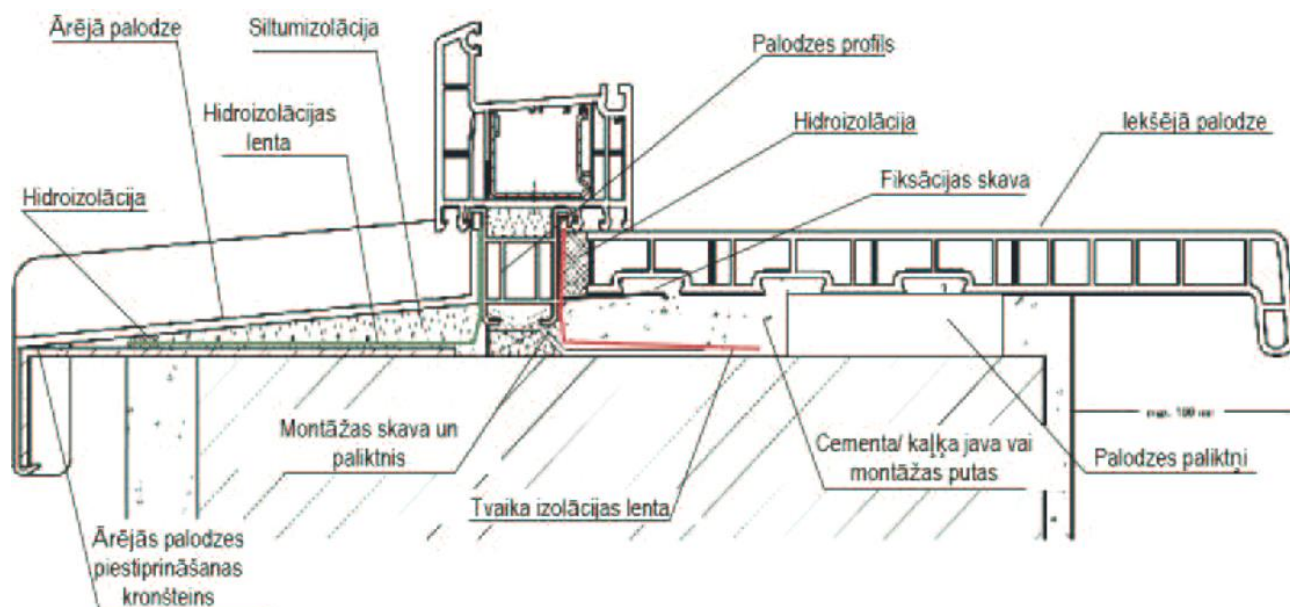 Ārējā palodze
Siltumizolācija
Palodzes profils
Hidroizolācijas
lenta
Hidroizolācija
Iekšējā palodze
Fiksācijas skava
Hidroizolācija
Montāžas skava un
paliktnis
Cementa/ kaļķa java vai
montāžas putas
Palodzes paliktņi
Tvaika izolācijas lenta
Ārējās palodzes
piestiprināšanas
kronšteins